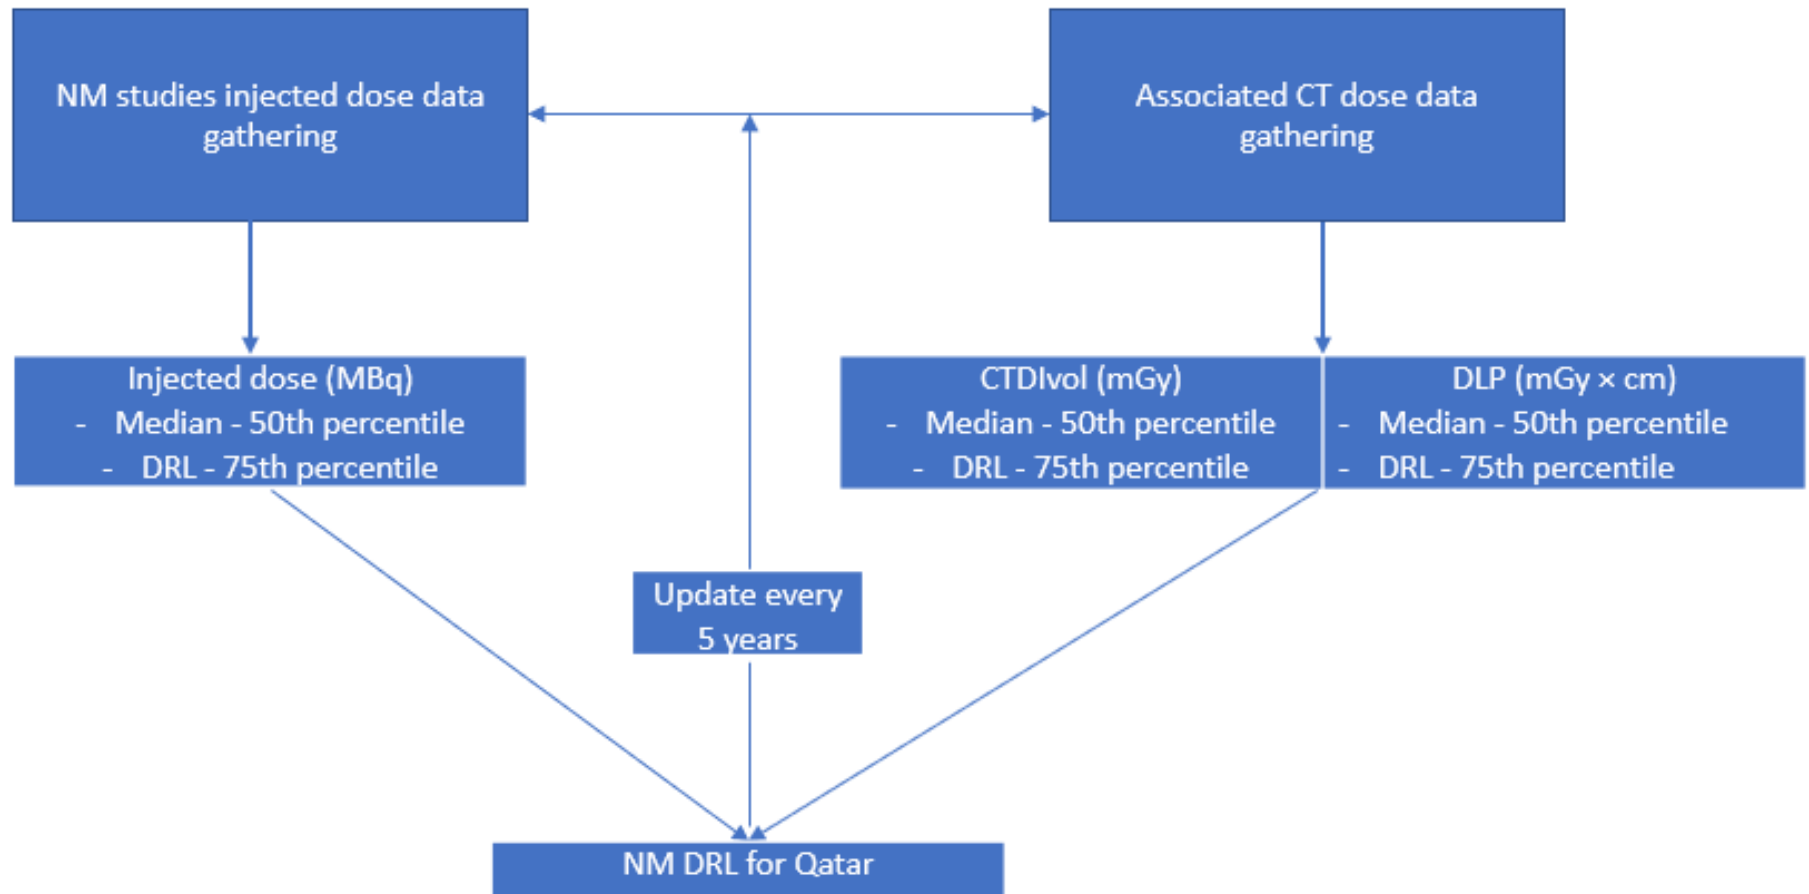 NM studies injected dose data
gathering
Associated CT dose data
gathering
Injected dose (MBq)
- Median - 50th percentile
- DRL - 75th percentile
CTDIvol (mGy)
- Median - 50th percentile
- DRL - 75th percentile
DLP (mGy × cm)
- Median - 50th percentile
- DRL - 75th percentile
Update every
5 years
NM DRL for Qatar